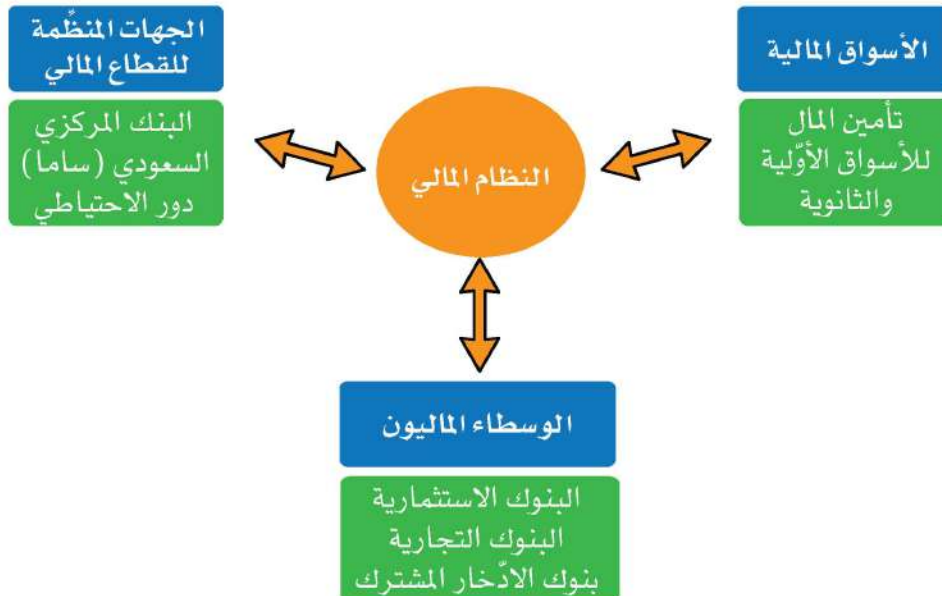 الأسواق المالية
تأمين المال
للأسواق الأوّلية
والثانوية
الجهات المنظّمة
للقطاع المالي
البنك المركزي
السعودي (ساما)
دور الاحتياطي
النظام المالي
الوسطاء الماليون
البنوك الاستثمارية
البنوك التجارية
بنوك الادّخار المشترك